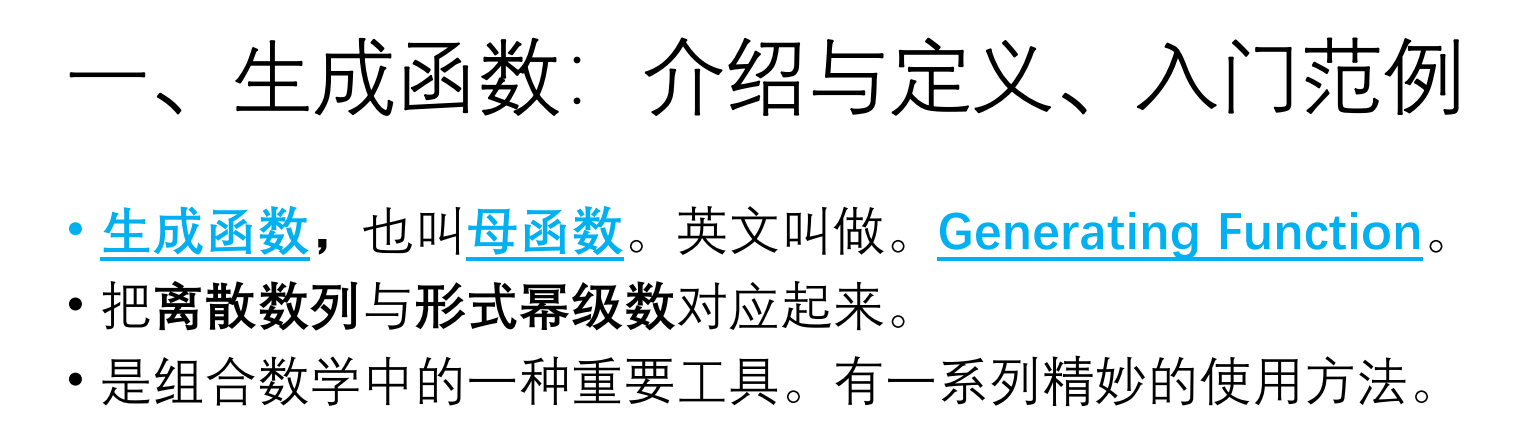 一、生成函数：介绍与定义、入门范例
• 生成函数，也叫母函数。英文叫做。Generating Function。
• 把离散数列与形式幂级数对应起来。
• 是组合数学中的一种重要工具。有一系列精妙的使用方法。